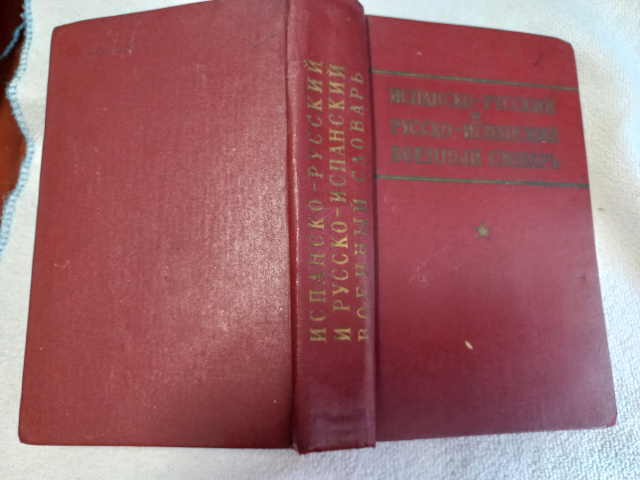 ИСПАНСКО-РУССКИЙ
И РУССКО-ИСПАНСКИЙ
ВОЕННЫЙ СЛОВАРЬ
ИСПАНСКО-РУССКИЙ
И
РУССКО-ИСПАНСКИЙ
ВОЕННЫЙ СЛОВАРЬ